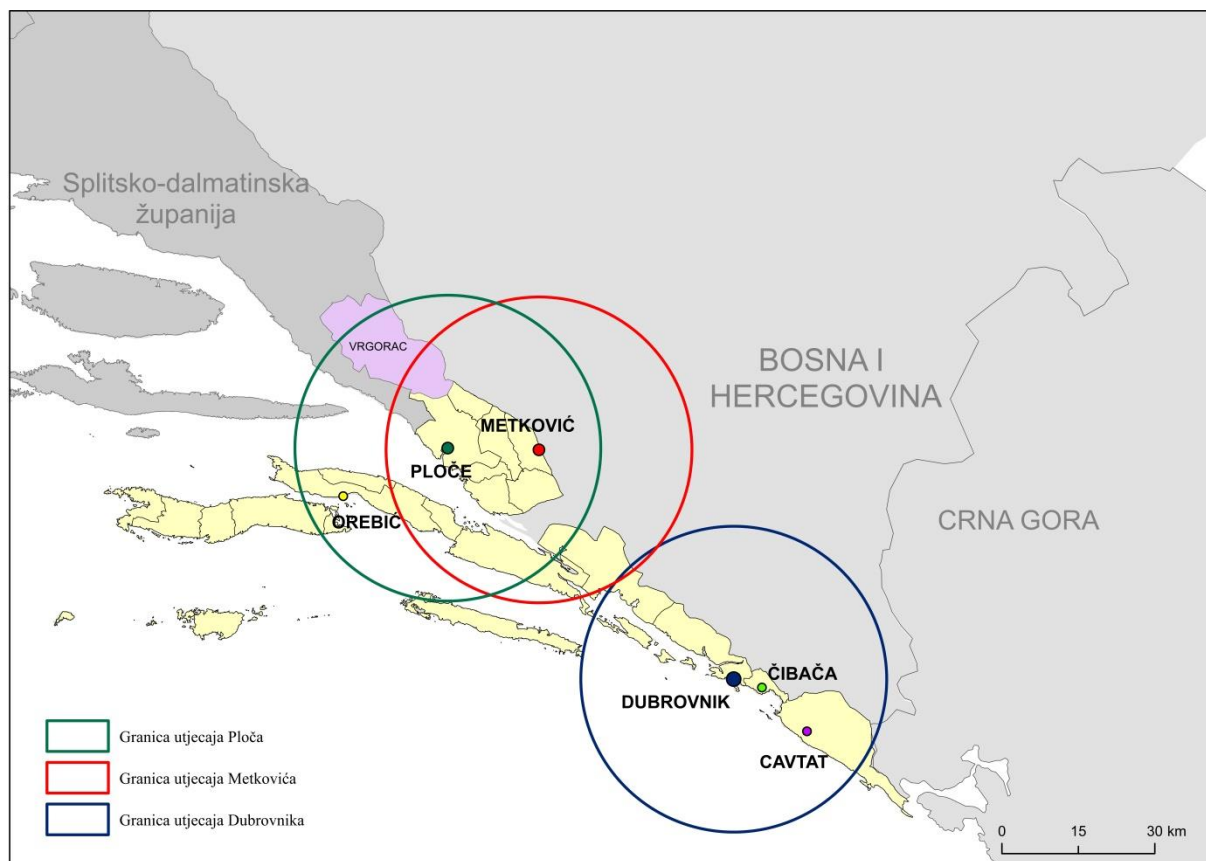 Splitsko-dalmatinska
županija
VRGORAC
BOSNA I
HERCEGOVINA
METKOVIĆ
PLOČE
OREBIĆ
CRNA GORA
ČIBAČA
DUBROVNIK
CAVTAT
Granica utjecaja Ploča
Granica utjecaja Metkovića
Granica utjecaja Dubrovnika
0 15 30 km